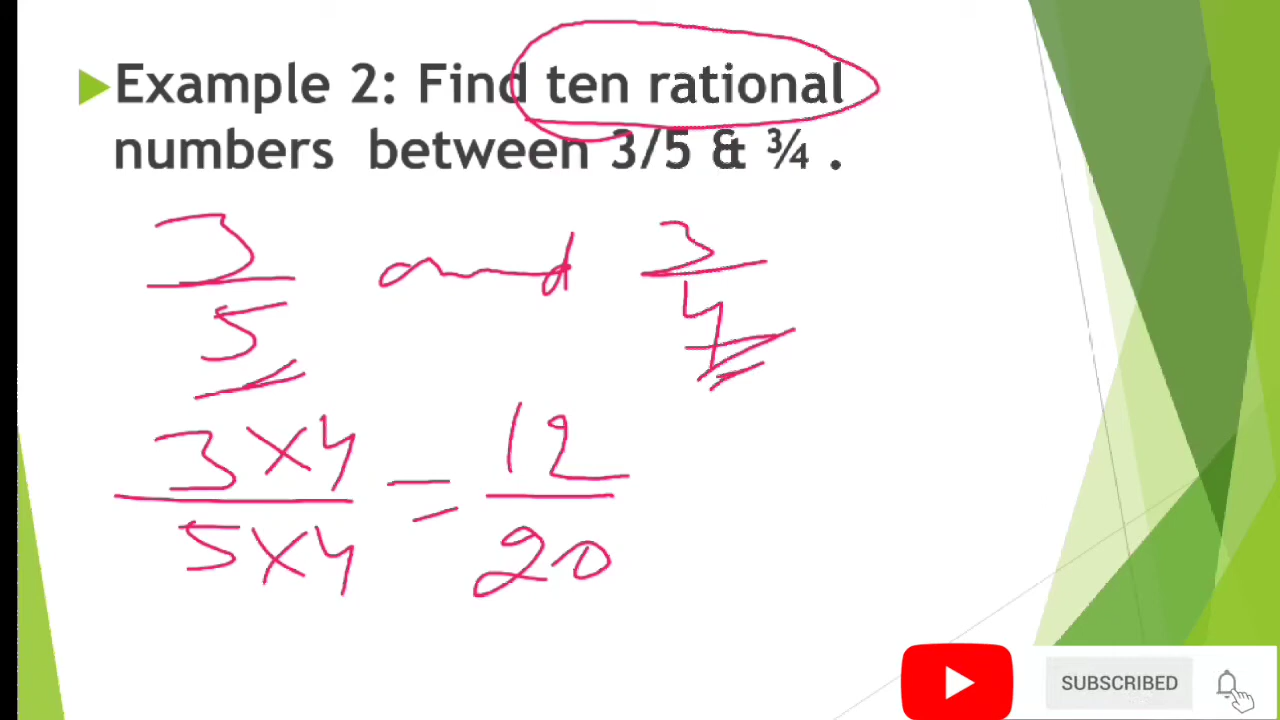 Example 2: Find ten rational
numbers between 3/5 & ¾ .
3/5 and 3/4
3×4/5×4 = 12/20
SUBSCRIBED